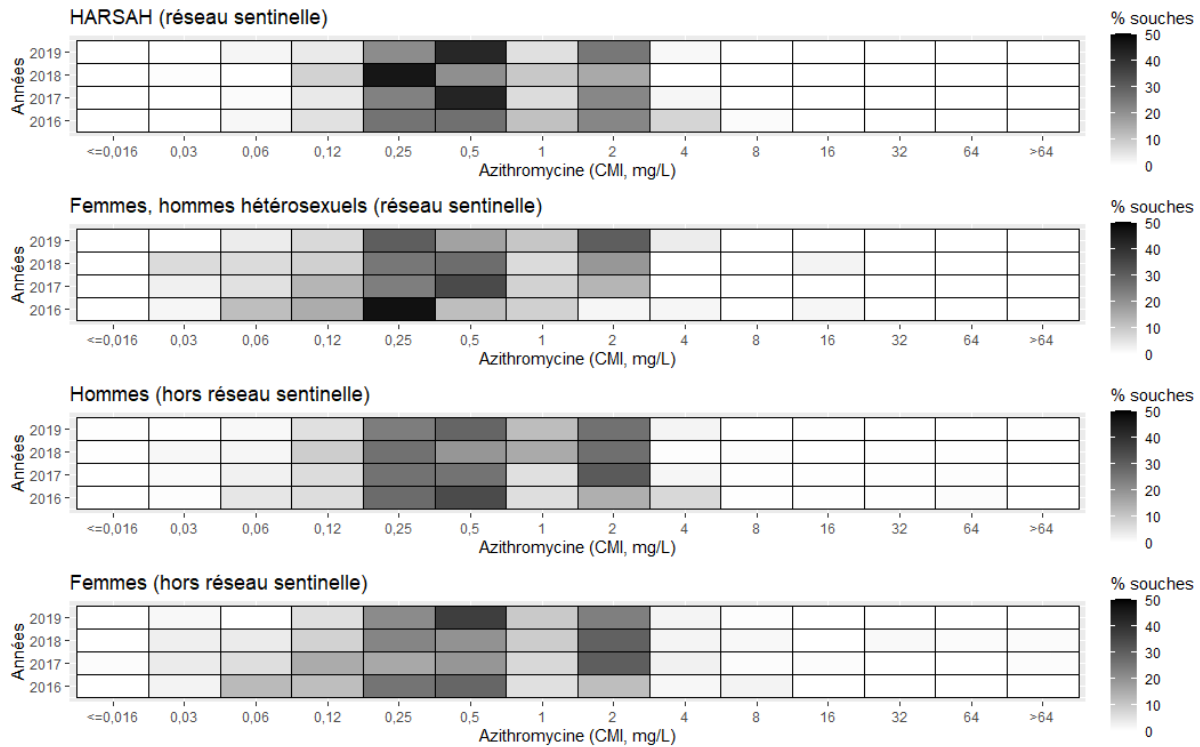 HARSAH (réseau sentinelle)
% souches
Années
2019
2018
2017
2016
50
40
30
20
10
0
<=0,016 0,03 0,06 0,12 0,25 0,5 1 2 4 8 16 32 64 >64
Azithromycine (CMI, mg/L)
Femmes, hommes hétérosexuels (réseau sentinelle)
% souches
Années
2019
2018
2017
2016
50
40
30
20
10
0
<=0,016 0,03 0,06 0,12 0,25 0,5 1 2 4 8 16 32 64 >64
Azithromycine (CMI, mg/L)
Hommes (hors réseau sentinelle)
% souches
Années
2019
2018
2017
2016
50
40
30
20
10
0
<=0,016 0,03 0,06 0,12 0,25 0,5 1 2 4 8 16 32 64 >64
Azithromycine (CMI, mg/L)
Femmes (hors réseau sentinelle)
% souches
Années
2019
2018
2017
2016
50
40
30
20
10
0
<=0,016 0,03 0,06 0,12 0,25 0,5 1 2 4 8 16 32 64 >64
Azithromycine (CMI, mg/L)